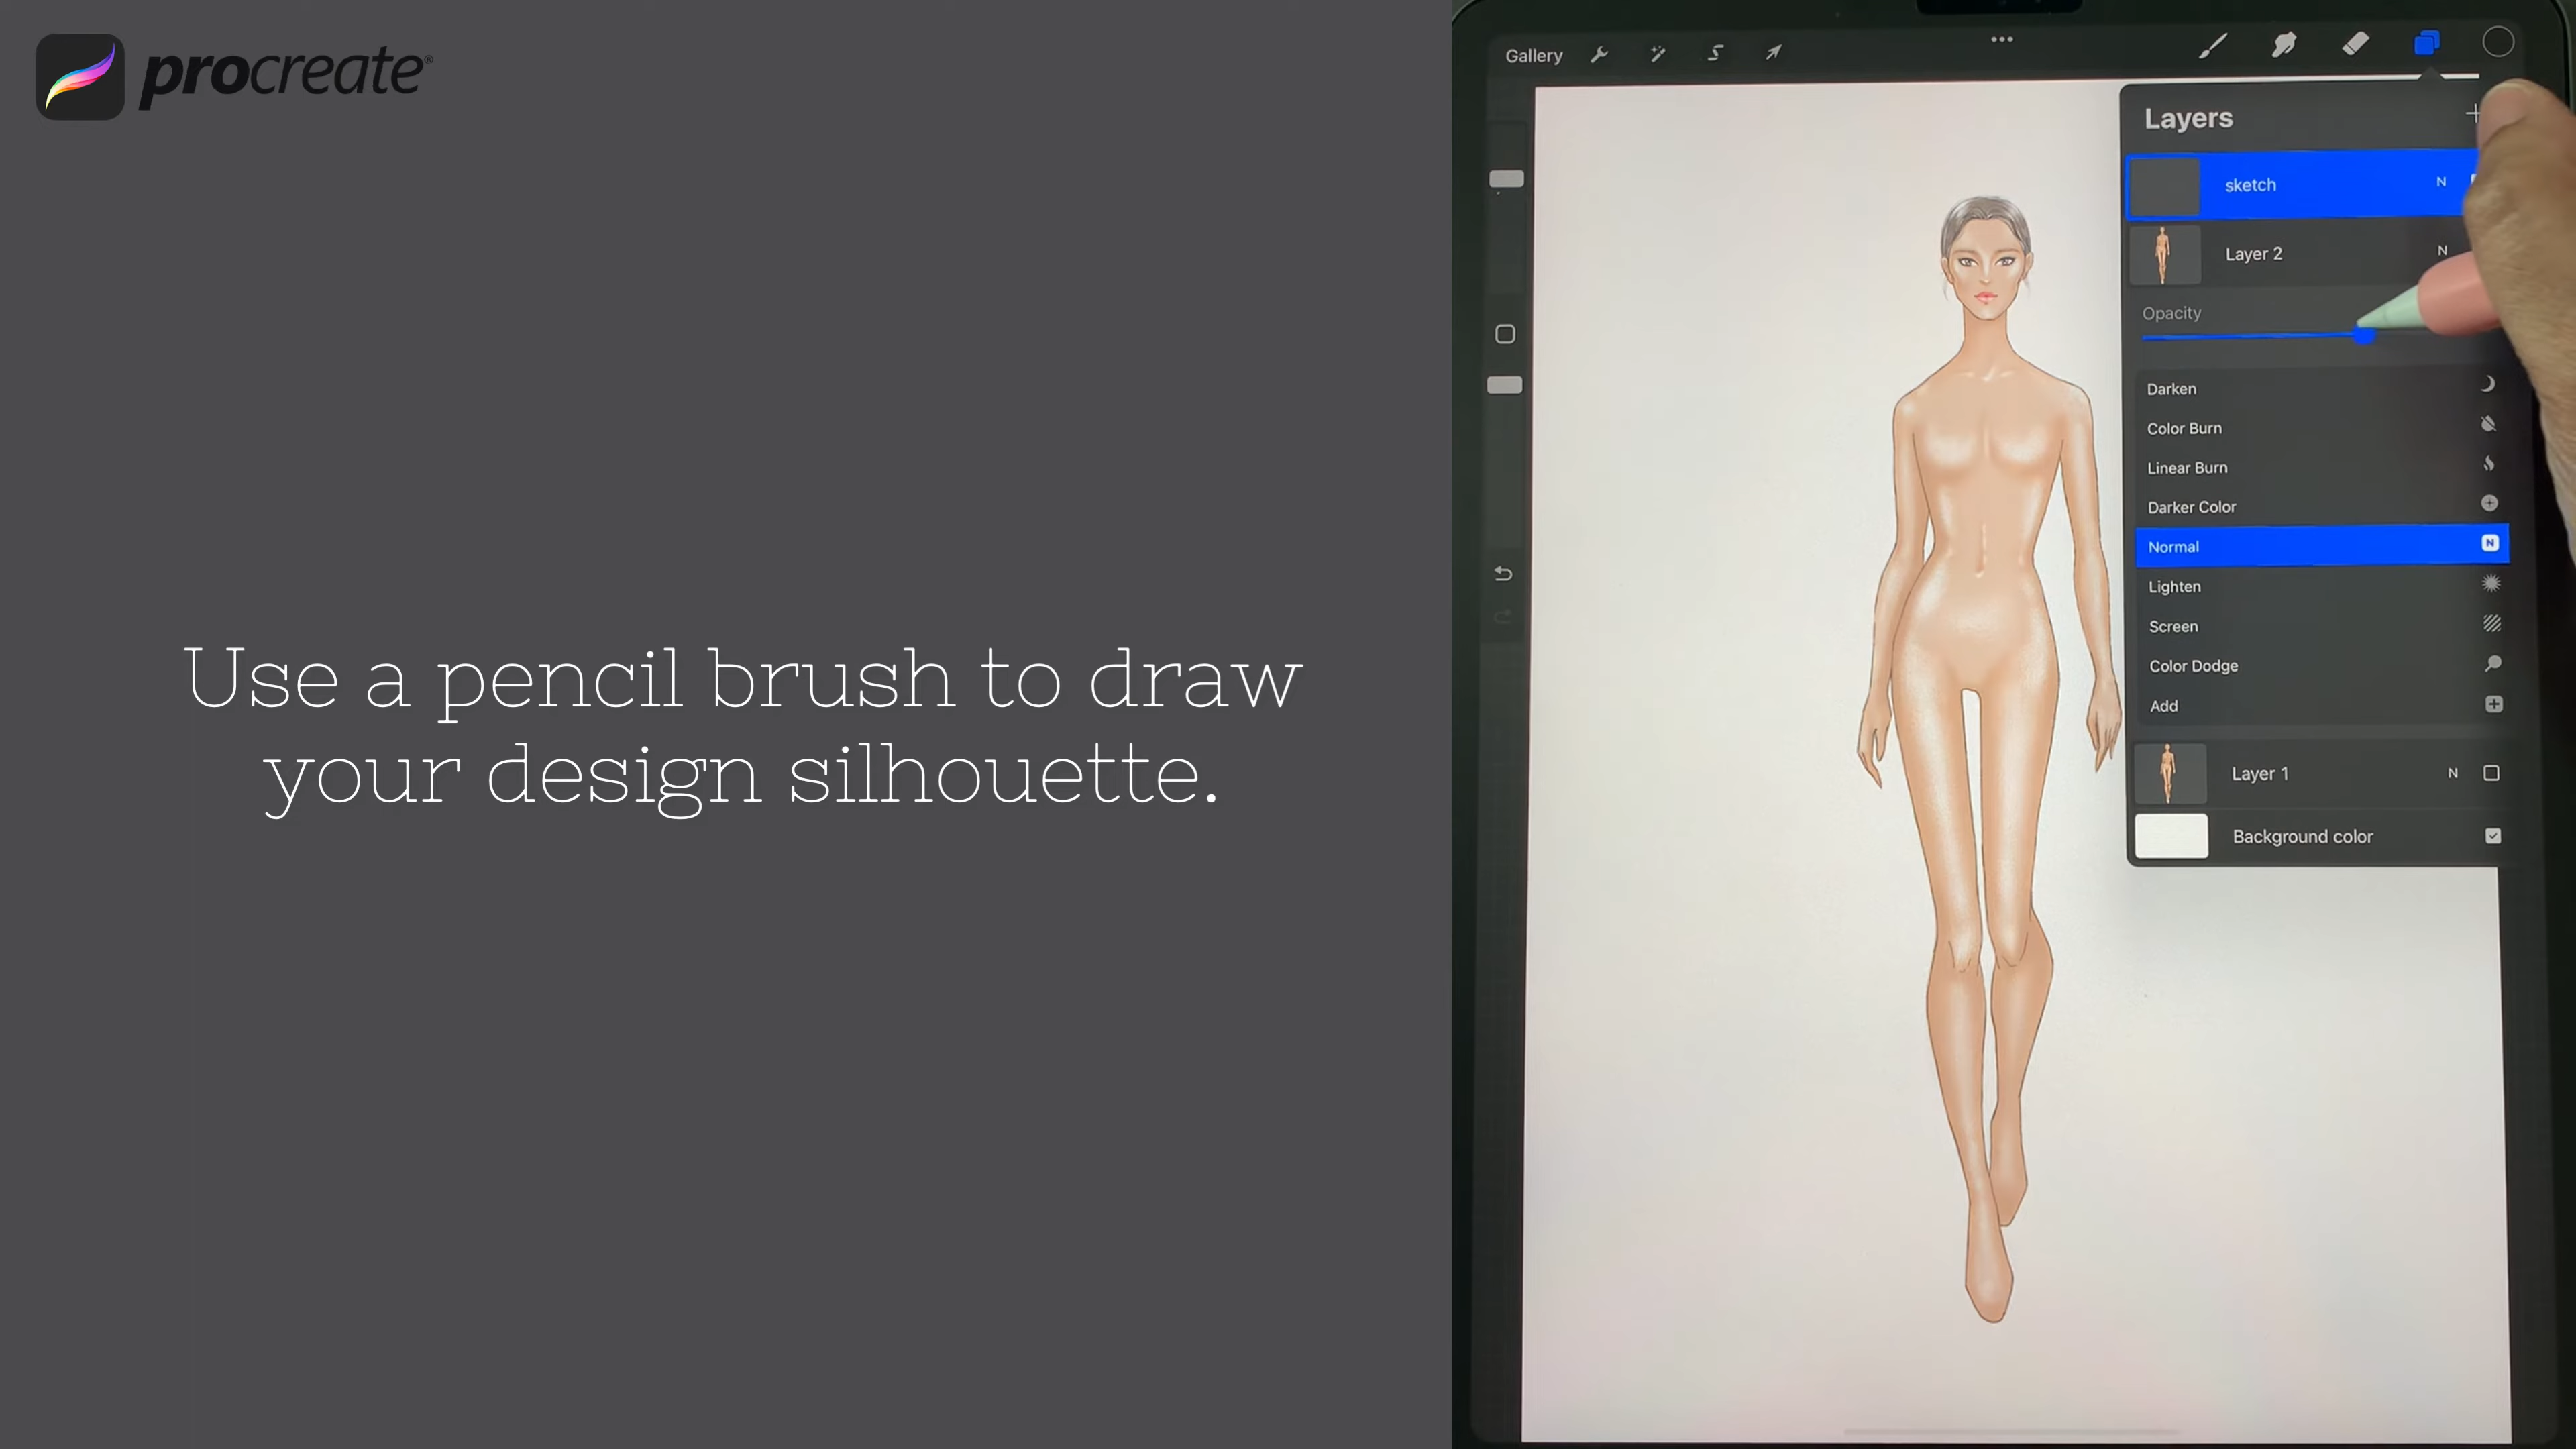 procreate®
Use a pencil brush to draw
your design silhouette.
Gallery
Layers
sketch N
Layer 2 N
Opacity
Darken
Color Burn
Linear Burn
Darker Color
Normal N
Lighten
Screen
Color Dodge
Add
Layer 1 N
Background color